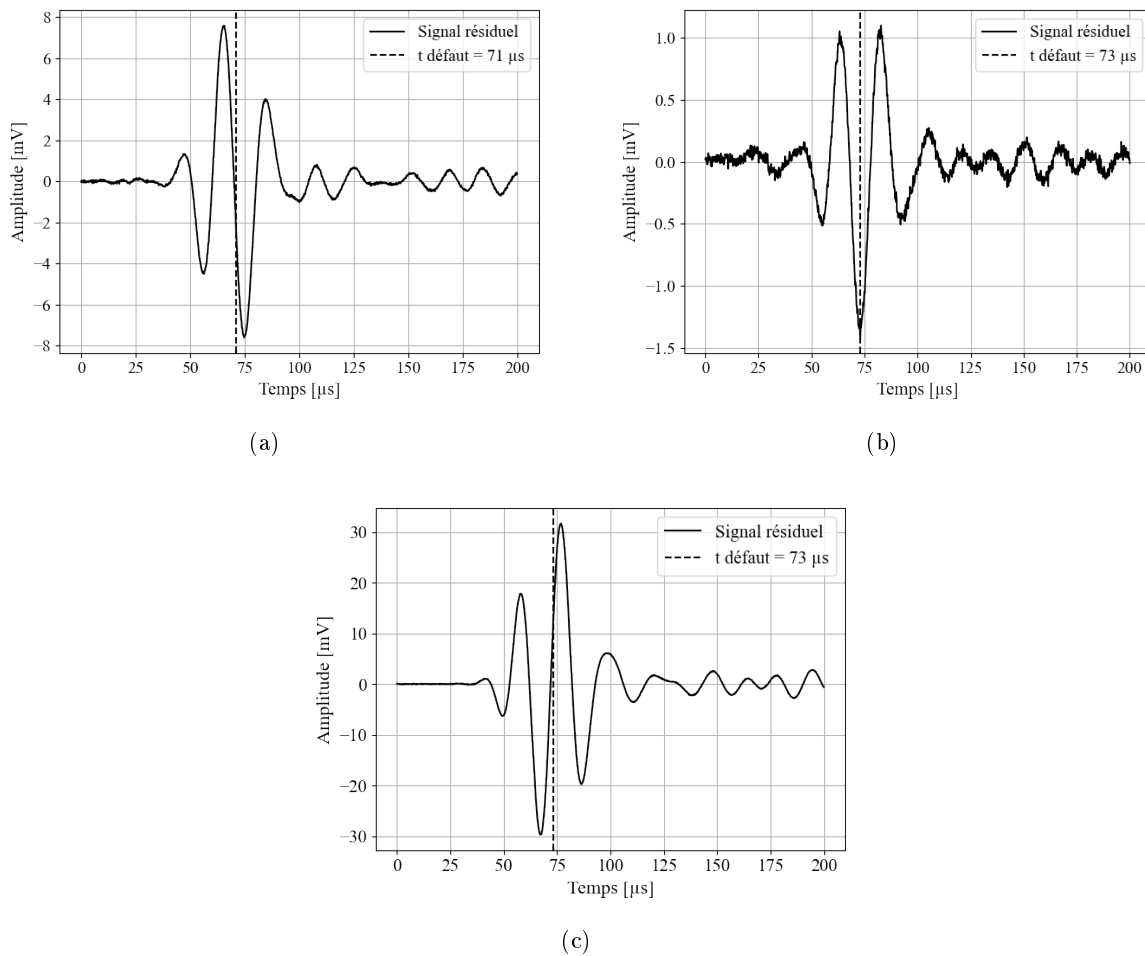 Signal résiduel
t défaut = 71 µs
8
6
4
2
0
−2
−4
−6
−8
Amplitude [mV]
0 25 50 75 100 125 150 175 200
Temps [µs]
(a)
Signal résiduel
t défaut = 73 µs
1.0
0.5
0.0
−0.5
−1.0
−1.5
Amplitude [mV]
0 25 50 75 100 125 150 175 200
Temps [µs]
(b)
Signal résiduel
t défaut = 73 µs
30
20
10
0
−10
−20
−30
Amplitude [mV]
0 25 50 75 100 125 150 175 200
Temps [µs]
(c)